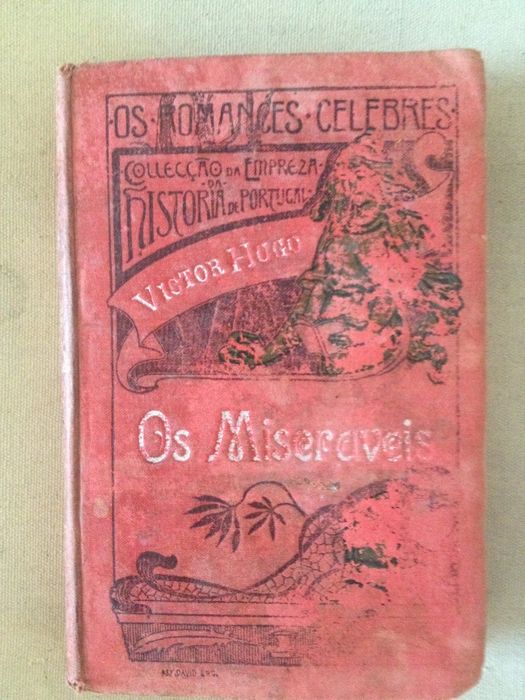 OS ROMANCES CELEBRES
COLLECÇÃO DA EMPREZA
DA
HISTORIA DE PORTUGAL
VICTOR HUGO
Os Miseraveis